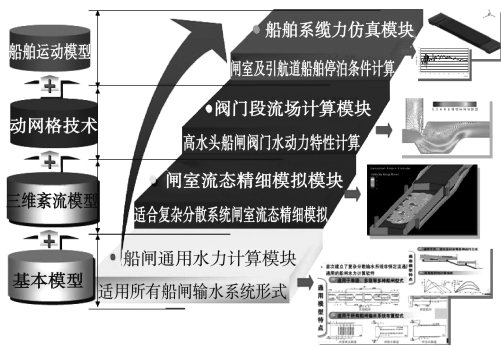 船舶运动模型
动网格技术
三维紊流模型
基本模型
船舶系缆力仿真模块
闸室及引航道船舶停泊条件计算
阀门段流场计算模块
高水头船闸阀门水动力特性计算
闸室流态精细模拟模块
适合复杂分散系统闸室流态精细模拟
船闸通用水力计算模块
适用所有船闸输水系统形式
通用模型特点